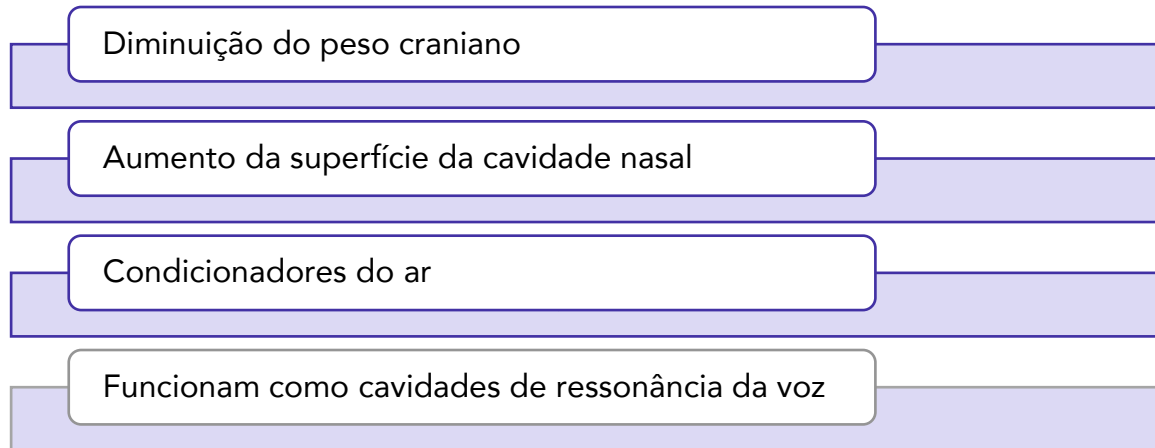 Diminuição do peso craniano
Aumento da superfície da cavidade nasal
Condicionadores do ar
Funcionam como cavidades de ressonância da voz